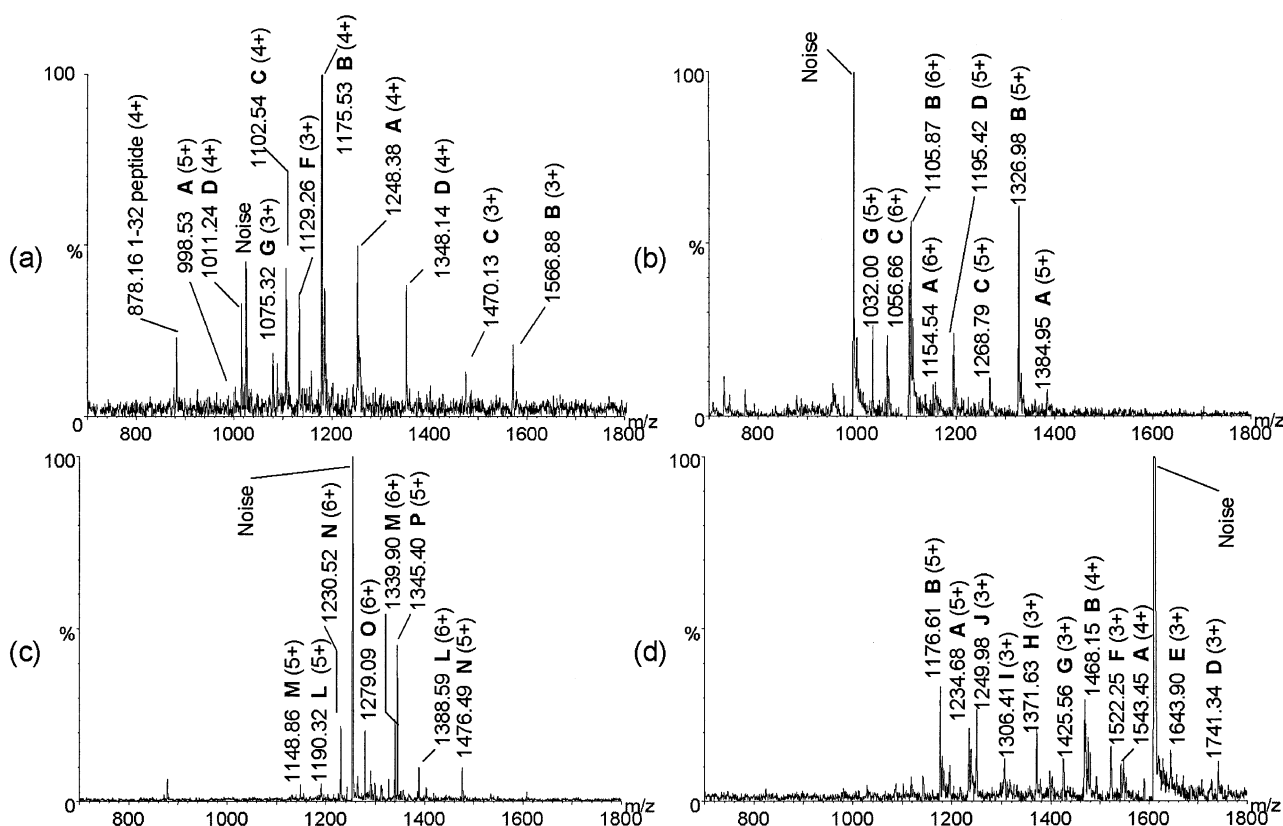 (a)
100
%
0
878.16 1-32 peptide (4+)
998.53 A (5+)
1011.24 D (4+)
Noise
1075.32 G (3+)
1102.54 C (4+)
1129.26 F (3+)
1175.53 B (4+)
1248.38 A (4+)
1348.14 D (4+)
1470.13 C (3+)
1566.88 B (3+)
800 1000 1200 1400 1600 1800 m/z
(b)
100
%
0
Noise
1032.00 G (5+)
1056.66 C (6+)
1105.87 B (6+)
1154.54 A (6+)
1195.42 D (5+)
1268.79 C (5+)
1326.98 B (5+)
1384.95 A (5+)
800 1000 1200 1400 1600 1800 m/z
(c)
100
%
0
1148.86 M (5+)
1190.32 L (5+)
1230.52 N (6+)
Noise
1279.09 O (6+)
1339.90 M (6+)
1345.40 P (5+)
1388.59 L (6+)
1476.49 N (5+)
800 1000 1200 1400 1600 1800 m/z
(d)
100
%
0
1176.61 B (5+)
1234.68 A (5+)
1249.98 J (3+)
1306.41 I (3+)
1371.63 H (3+)
1425.56 G (3+)
1468.15 B (4+)
1522.25 F (3+)
1543.45 A (4+)
Noise
1643.90 E (3+)
1741.34 D (3+)
800 1000 1200 1400 1600 1800 m/z